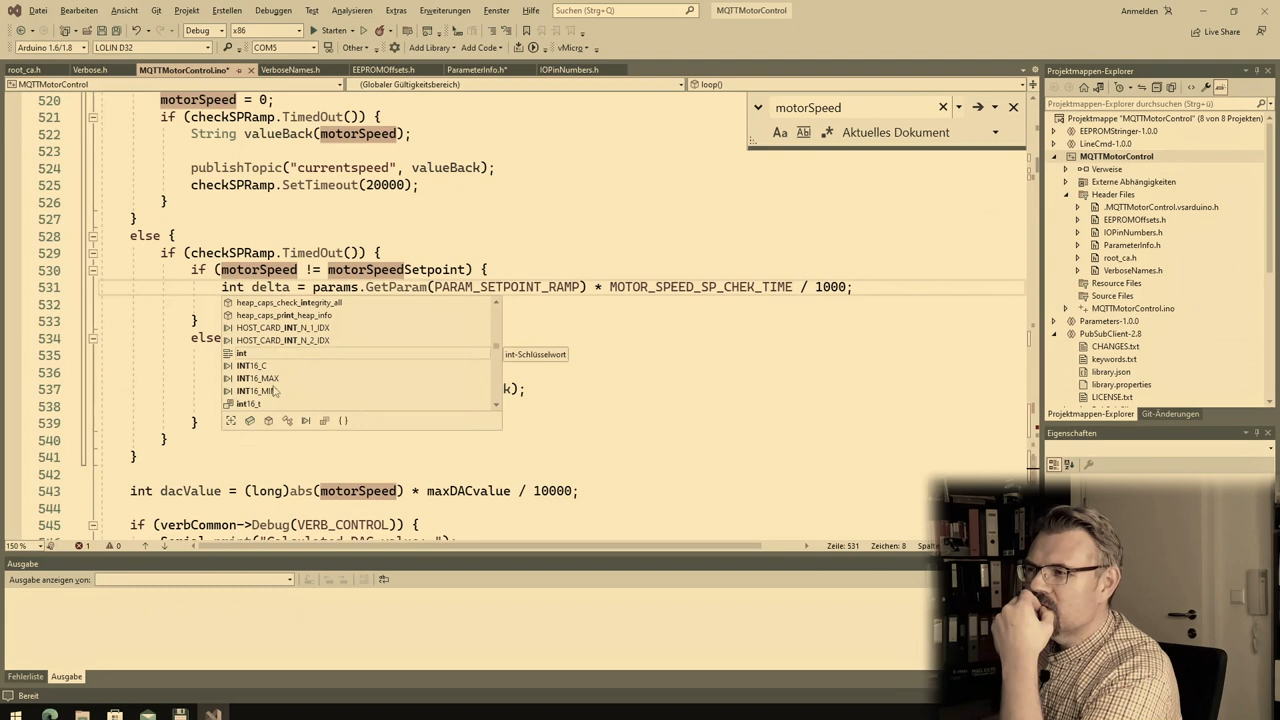 Datei Bearbeiten Ansicht Git Projekt Erstellen Debuggen Test Analysieren Extras Erweiterungen Fenster Hilfe Suchen (Strg+Q) MQTTMotorControl Anmelden
Debug x86 Starten Live Share
Arduino 1.6/1.8 LOLIN D32 COM5 Other Add Library Add Code vMicro
root_ca.h Verbose.h MQTTMotorControl.ino* VerboseNames.h EEPROMOffsets.h ParameterInfo.h* IOPinNumbers.h
MQTTMotorControl (Globaler Gültigkeitsbereich) loop()
motorSpeed
Aa Ab Aktuelles Dokument
520 motorSpeed = 0;
521 if (checkSPRamp.TimedOut()) {
522 String valueBack(motorSpeed);
523
524 publishTopic("currentspeed", valueBack);
525 checkSPRamp.SetTimeout(20000);
526 }
527 }
528 else {
529 if (checkSPRamp.TimedOut()) {
530 if (motorSpeed != motorSpeedSetpoint) {
531 int delta = params.GetParam(PARAM_SETPOINT_RAMP) * MOTOR_SPEED_SP_CHEK_TIME / 1000;
532
533 }
534 else
535
536
537 k);
538
539 }
540 }
541 }
542
543 int dacValue = (long)abs(motorSpeed) * maxDACvalue / 10000;
544
545 if (verbCommon->Debug(VERB_CONTROL)) {
heap_caps_check_integrity_all
heap_caps_print_heap_info
HOST_CARD_INT_N_1_IDX
HOST_CARD_INT_N_2_IDX
int
INT16_C
INT16_MAX
INT16_MIN
int16_t
int-Schlüsselwort
150 % 1 0 Zeile: 531 Zeichen: 8
Ausgabe
Ausgabe anzeigen von:
Fehlerliste Ausgabe
Bereit
Projektmappen-Explorer
Projektmappen-Explorer durchsuchen (Strg+ü)
Projektmappe "MQTTMotorControl" (8 von 8 Projekten)
EEPROMStringer-1.0.0
LineCmd-1.0.0
MQTTMotorControl
Verweise
Externe Abhängigkeiten
Header Files
.MQTTMotorControl.vsarduino.h
EEPROMOffsets.h
IOPinNumbers.h
ParameterInfo.h
root_ca.h
VerboseNames.h
Resource Files
Source Files
MQTTMotorControl.ino
Parameters-1.0.0
PubSubClient-2.8
CHANGES.txt
keywords.txt
library.json
library.properties
LICENSE.txt
Projektmappen-Explorer Git-Änderungen
Eigenschaften